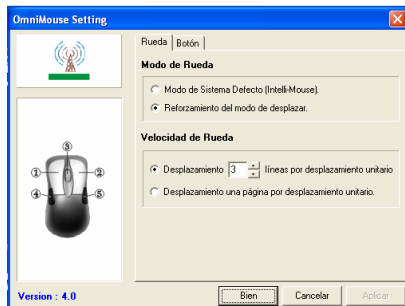 OmniMouse Setting
Rueda
Botón
Modo de Rueda
Modo de Sistema Defecto (Intelli-Mouse).
Reforzamiento del modo de desplazar.
Velocidad de Rueda
Desplazamiento 3 líneas por desplazamiento unitario
Desplazamiento una página por desplazamiento unitario.
③
① ②
④ ⑤
Version : 4.0
Bien
Cancelar
Aplicar